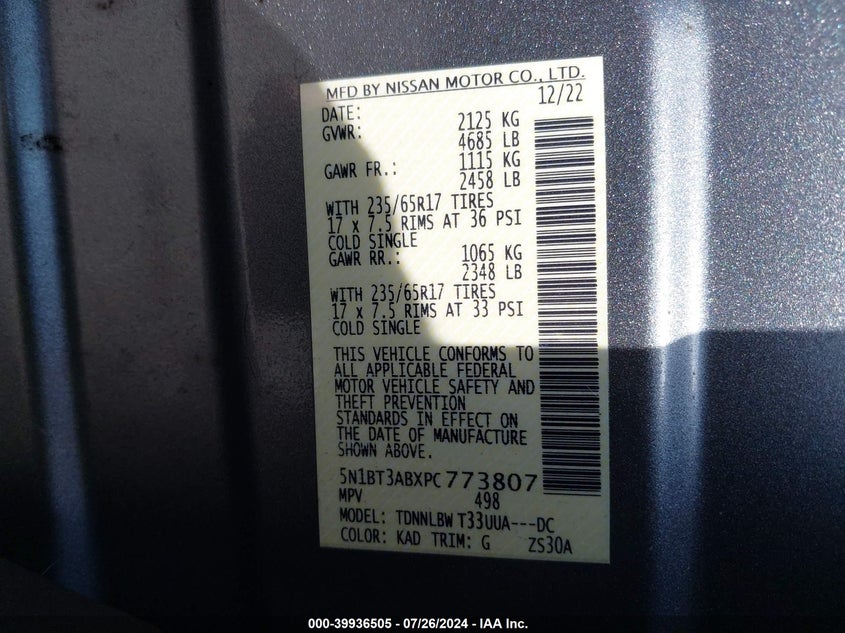 MFD BY NISSAN MOTOR CO., LTD.
DATE: 12/22
GVWR: 2125 KG
4685 LB
GAWR FR.: 1115 KG
2458 LB
WITH 235/65R17 TIRES
17 x 7.5 RIMS AT 36 PSI
COLD SINGLE
GAWR RR.: 1065 KG
2348 LB
WITH 235/65R17 TIRES
17 x 7.5 RIMS AT 33 PSI
COLD SINGLE
THIS VEHICLE CONFORMS TO
ALL APPLICABLE FEDERAL
MOTOR VEHICLE SAFETY AND
THEFT PREVENTION
STANDARDS IN EFFECT ON
THE DATE OF MANUFACTURE
SHOWN ABOVE.
5N1BT3ABXPC773807
MPV 498
MODEL: TDNNLBW T33UUA---DC
COLOR: KAD TRIM: G ZS30A
000-39936505 - 07/26/2024 - IAA Inc.